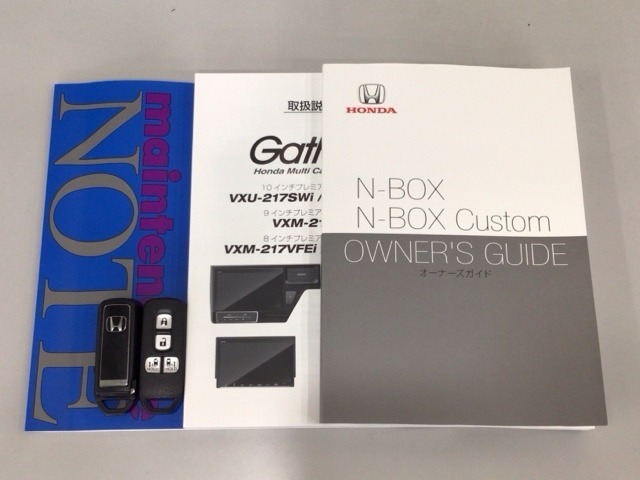 maintenance
NOTE
取扱説
Gath
Honda Multi Ca
10インチプレミア
VXU-217SWi /
9インチプレミア
VXM-21
8インチプレミア
VXM-217VFEi
HONDA
N-BOX
N-BOX Custom
OWNER'S GUIDE
オーナーズガイド
HOLD
HOLD